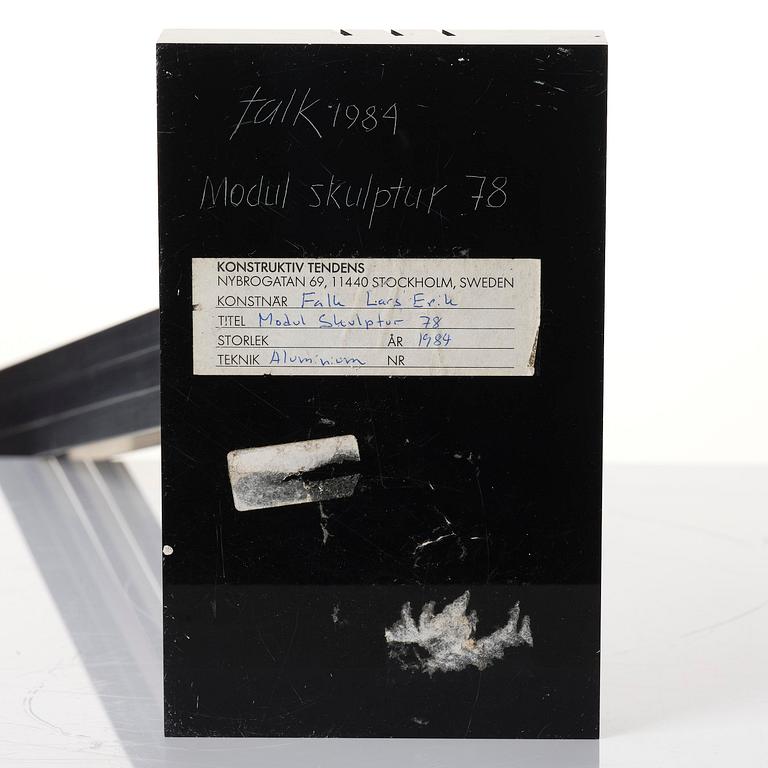 falk 1984
Modul skulptur 78
KONSTRUKTIV TENDENS
NYBROGATAN 69, 11440 STOCKHOLM, SWEDEN
KONSTNÄR Falk Lars Erik
TITEL Modul Skulptur 78
STORLEK ÅR 1984
TEKNIK Aluminium NR